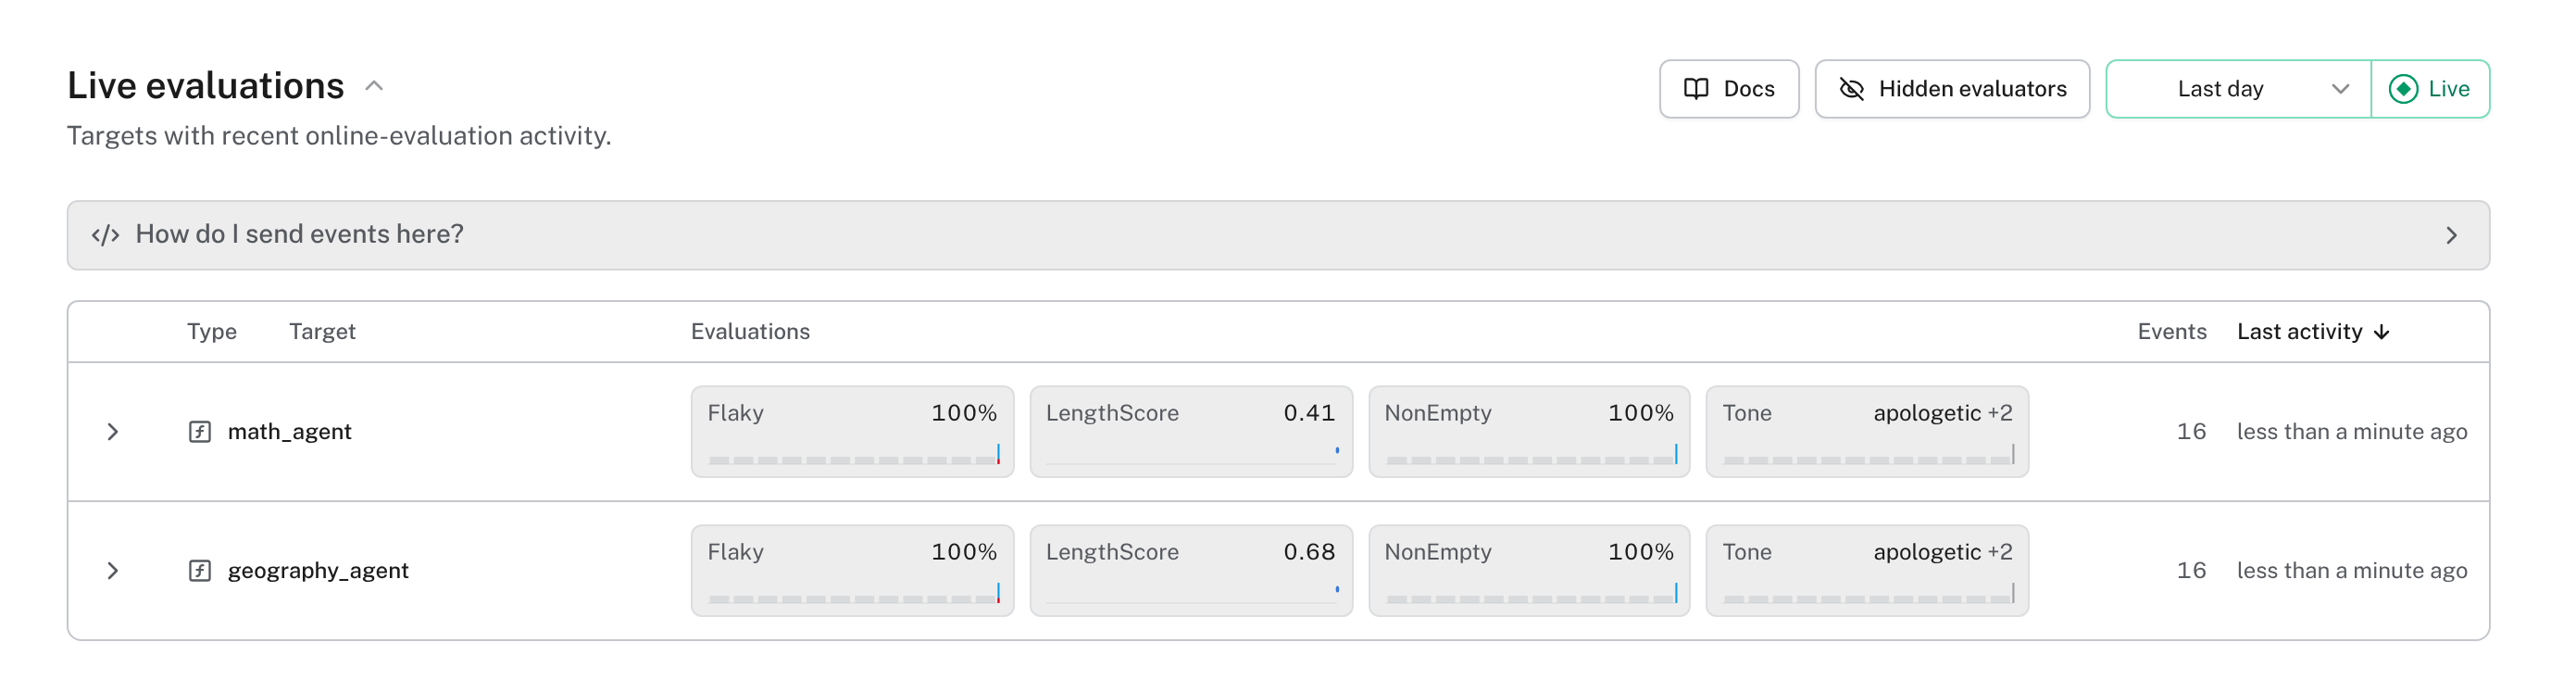 Live evaluations
Docs
Hidden evaluators
Last day
Live
Targets with recent online-evaluation activity.
</> How do I send events here?
Type Target Evaluations Events Last activity ↓
math_agent
Flaky 100%
LengthScore 0.41
NonEmpty 100%
Tone apologetic +2
16 less than a minute ago
geography_agent
Flaky 100%
LengthScore 0.68
NonEmpty 100%
Tone apologetic +2
16 less than a minute ago